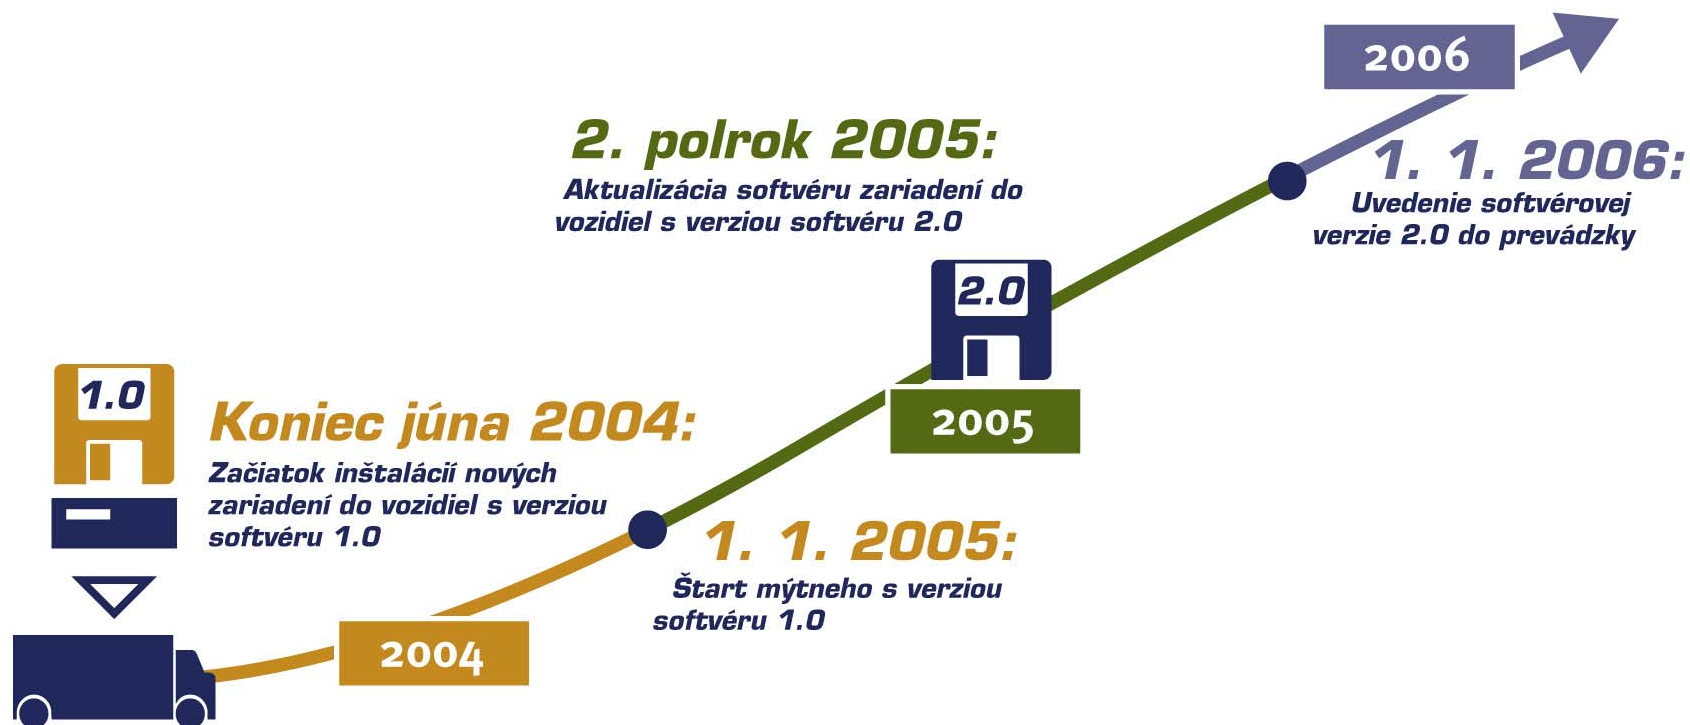 2006
2. polrok 2005:
Aktualizácia softvéru zariadení do
vozidiel s verziou softvéru 2.0
1. 1. 2006:
Uvedenie softvérovej
verzie 2.0 do prevádzky
2.0
2005
1.0
Koniec júna 2004:
Začiatok inštalácií nových
zariadení do vozidiel s verziou
softvéru 1.0
1. 1. 2005:
Štart mýtneho s verziou
softvéru 1.0
2004